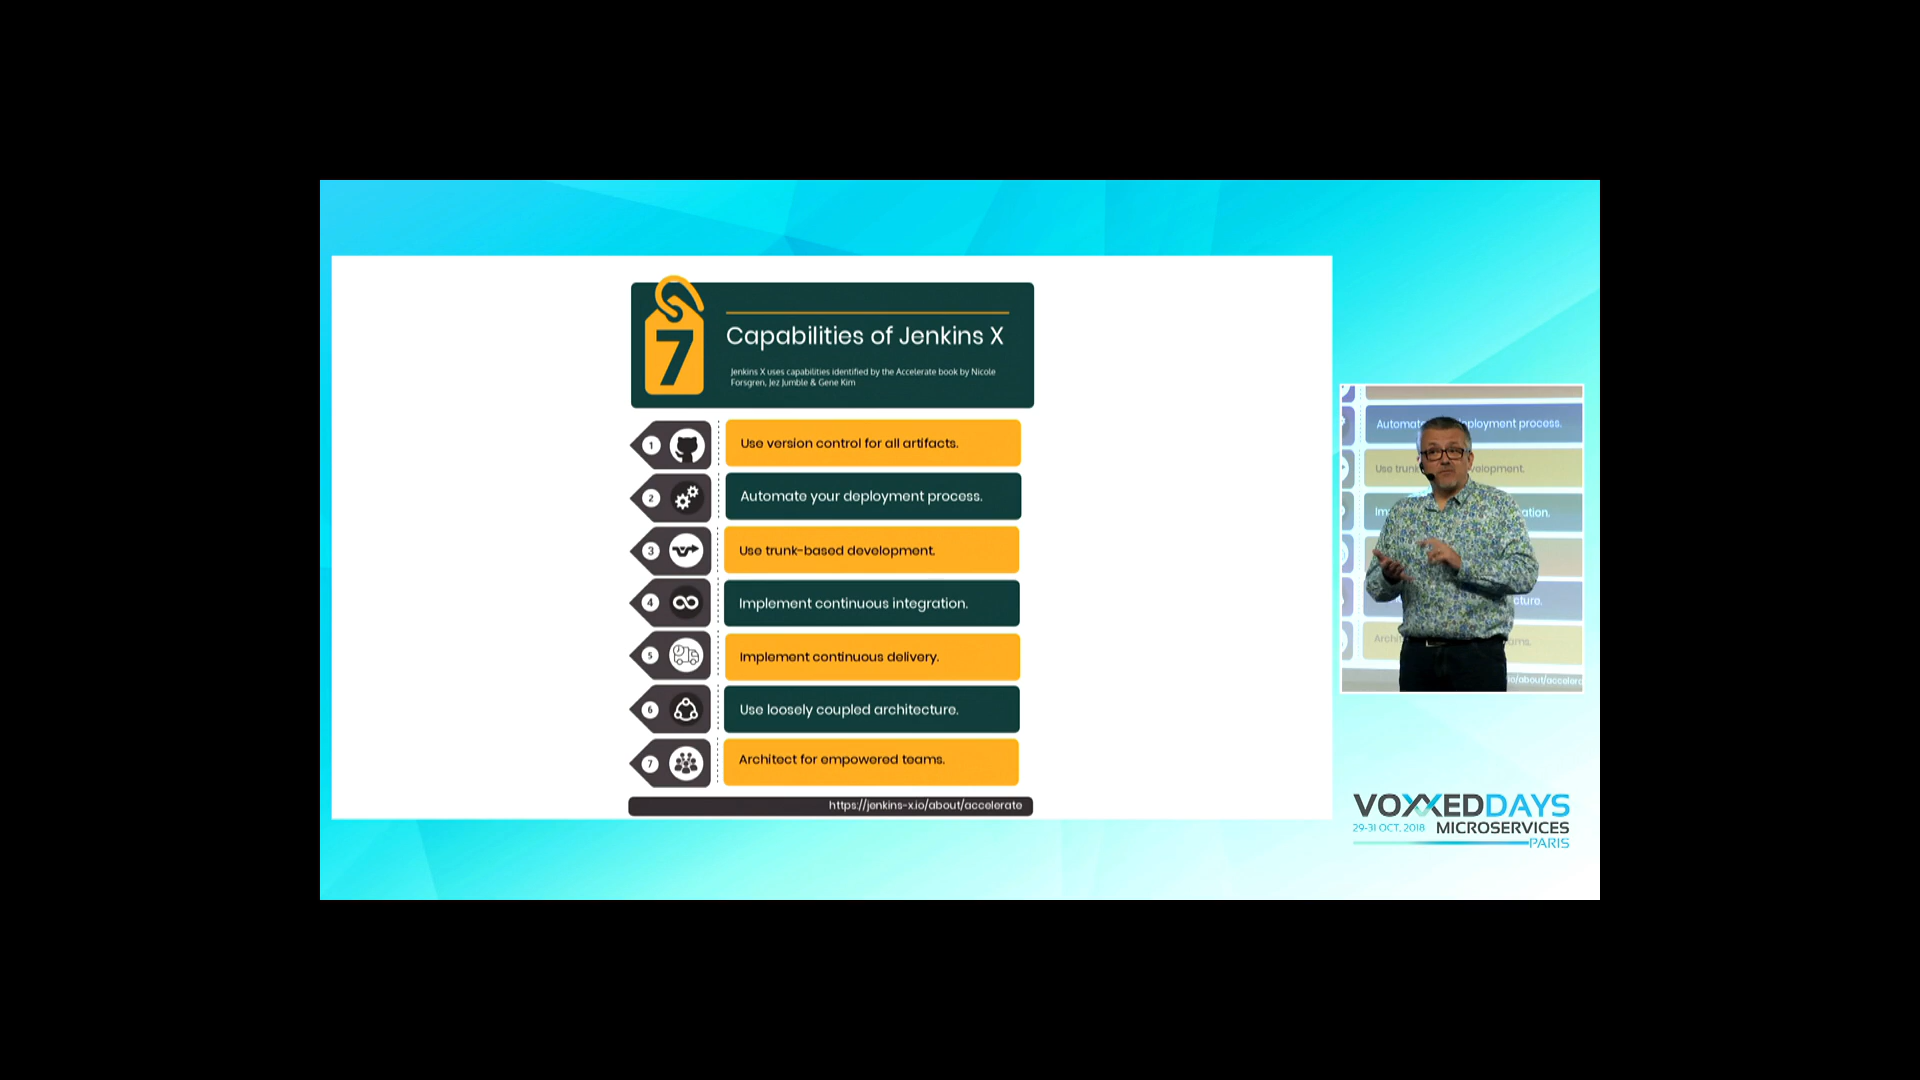 7
Capabilities of Jenkins X
Jenkins X uses capabilities identified by the Accelerate book by Nicole
Forsgren, Jez Jumble & Gene Kim
1 Use version control for all artifacts.
2 Automate your deployment process.
3 Use trunk-based development.
4 Implement continuous integration.
5 Implement continuous delivery.
6 Use loosely coupled architecture.
7 Architect for empowered teams.
https://jenkins-x.io/about/accelerate
ployment process.
VOXXEDDAYS
29-31 OCT. 2018 MICROSERVICES
PARIS